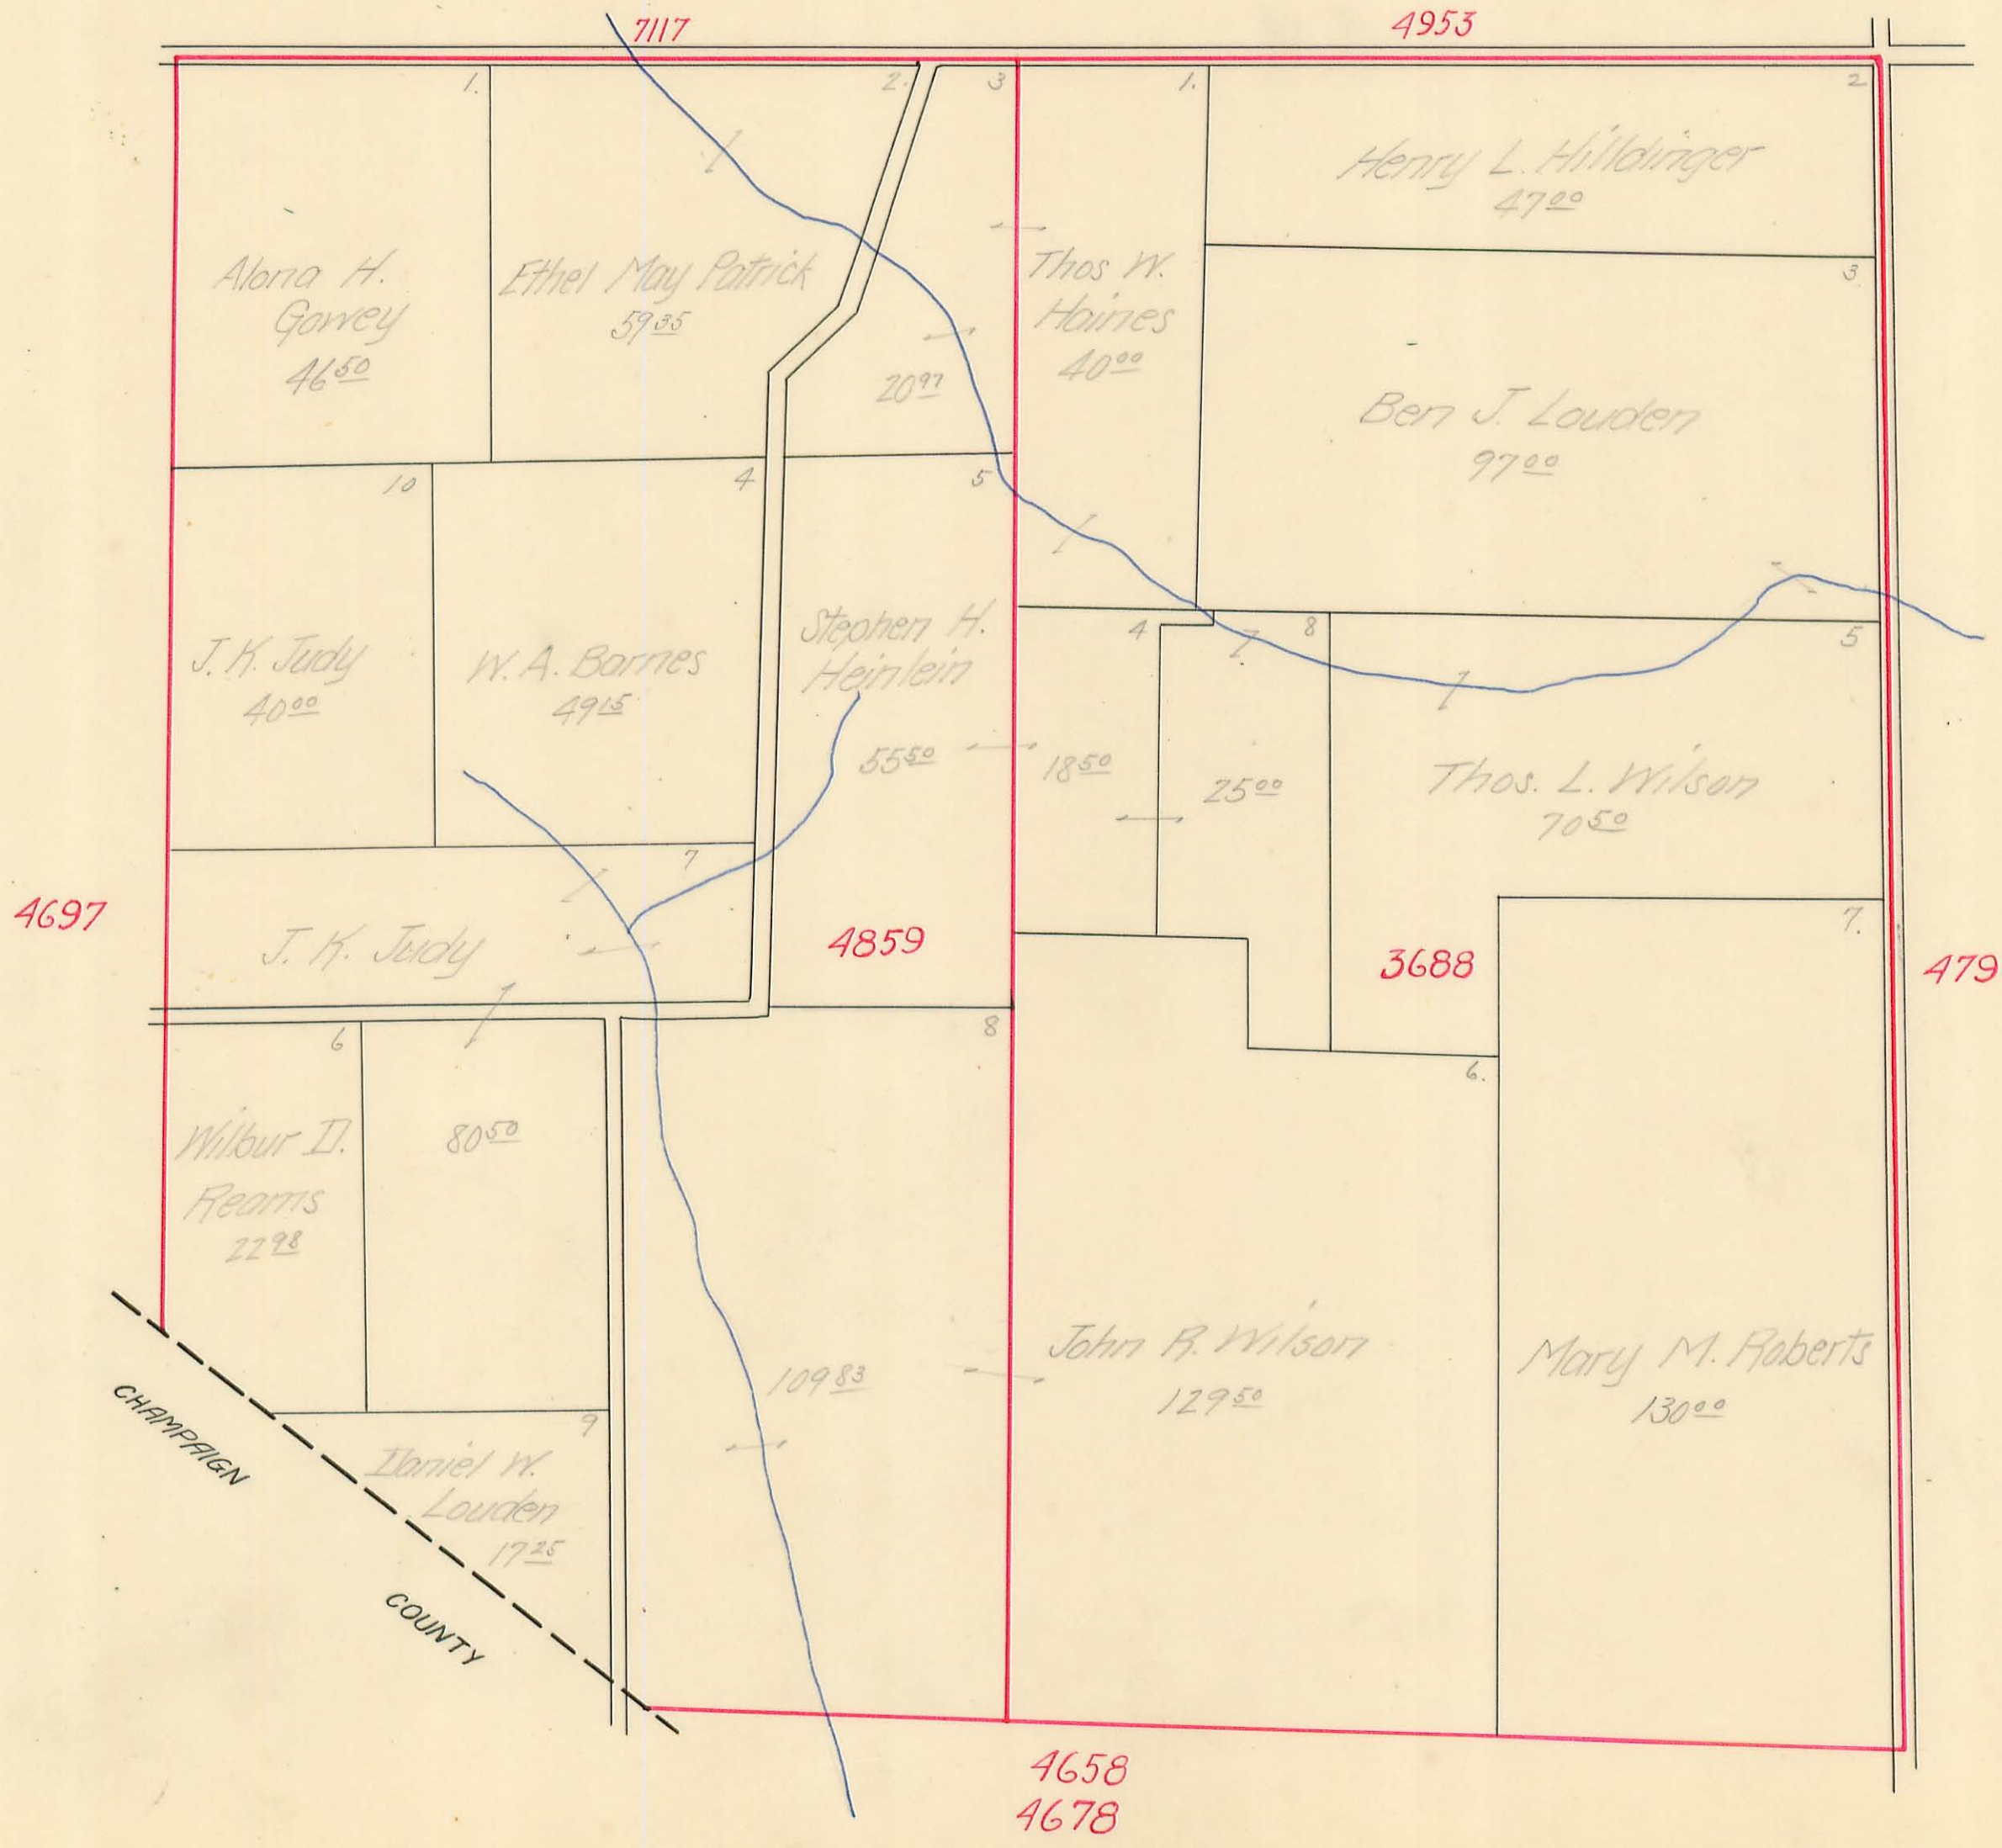 7117
4953
1.
2.
3
1.
2
Henry L. Hilldinger
47 00
Alona H.
Gowey
46 50
Ethel May Patrick
59 35
20 97
Thos W.
Haines
40 00
3
Ben J. Louden
97 00
10
4
5
J. K. Judy
40 00
W. A. Barnes
49 15
Stephen H.
Heinlein
55 50
4
8
5
18 50
25 00
Thos. L. Wilson
70 50
7
4697
J. K. Judy
4859
3688
7.
479
6
8
6.
Wilbur D.
Reams
22 98
80 50
109 83
John R. Wilson
129 50
Mary M. Roberts
130 00
9
Daniel W.
Louden
17 25
CHAMPAIGN
COUNTY
4658
4678